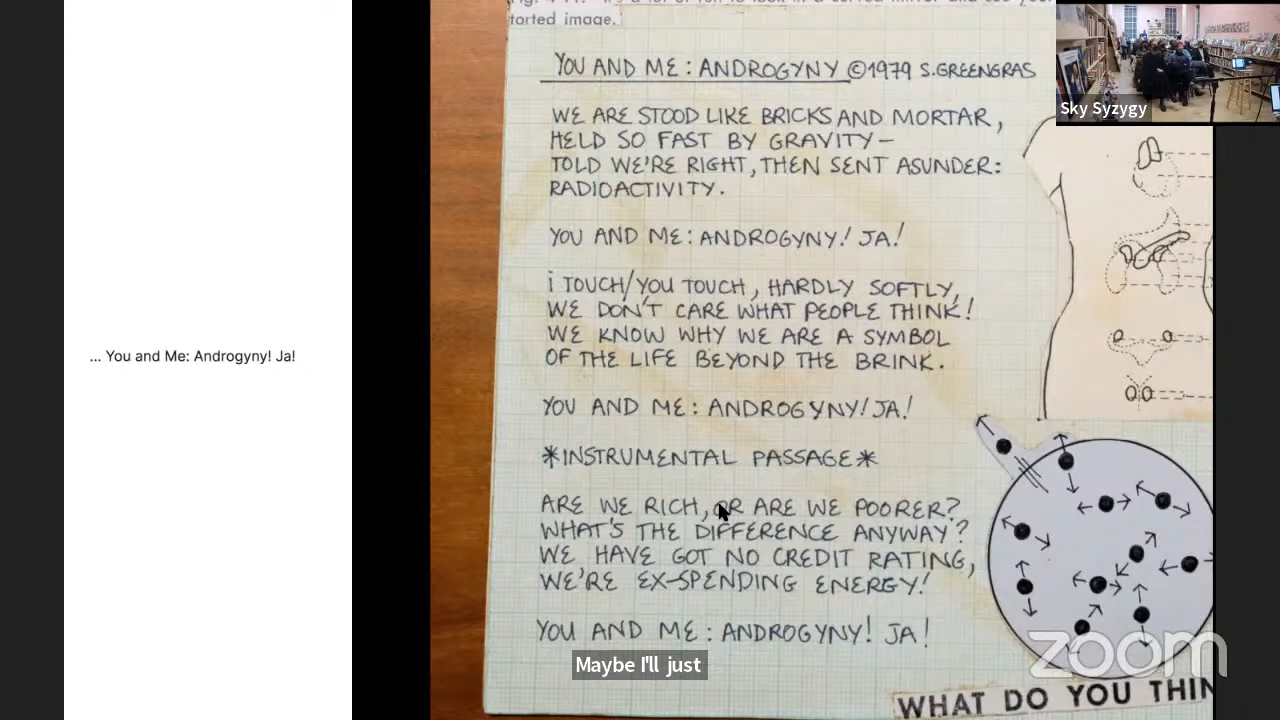 torted image.
YOU AND ME: ANDROGYNY ©1979 S.GREENGRAS
WE ARE STOOD LIKE BRICKS AND MORTAR,
HELD SO FAST BY GRAVITY—
TOLD WE'RE RIGHT, THEN SENT ASUNDER:
RADIOACTIVITY.
YOU AND ME: ANDROGYNY! JA!
i TOUCH/YOU TOUCH, HARDLY SOFTLY,
WE DON'T CARE WHAT PEOPLE THINK!
WE KNOW WHY WE ARE A SYMBOL
OF THE LIFE BEYOND THE BRINK.
YOU AND ME: ANDROGYNY! JA!
*INSTRUMENTAL PASSAGE*
ARE WE RICH, OR ARE WE POORER?
WHAT'S THE DIFFERENCE ANYWAY?
WE HAVE GOT NO CREDIT RATING,
WE'RE EX-SPENDING ENERGY!
YOU AND ME: ANDROGYNY! JA!
WHAT DO YOU THIN
... You and Me: Androgyny! Ja!
Sky Syzygy
Maybe I'll just
zoom